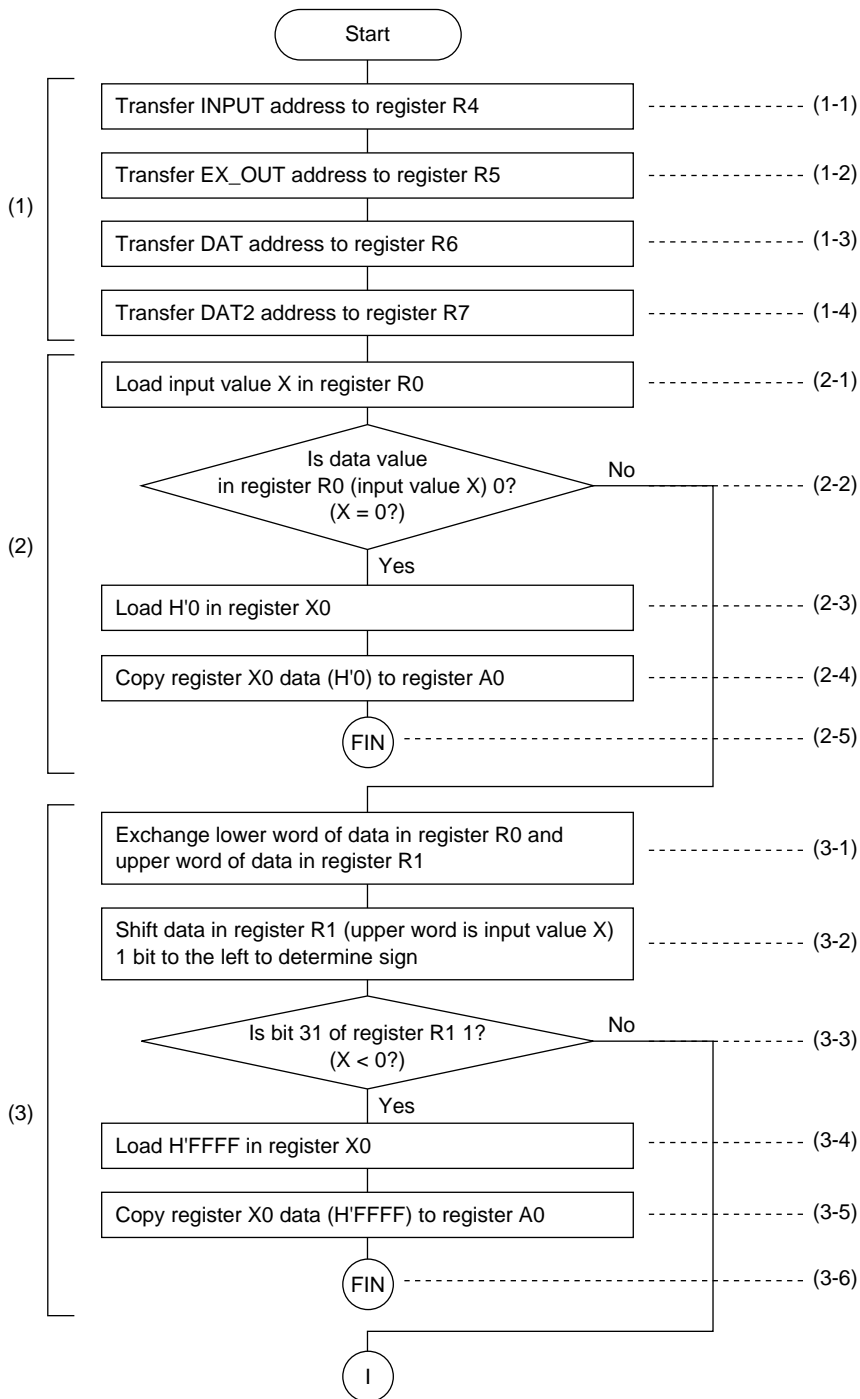 Start
(1)
Transfer INPUT address to register R4
(1-1)
Transfer EX_OUT address to register R5
(1-2)
Transfer DAT address to register R6
(1-3)
Transfer DAT2 address to register R7
(1-4)
(2)
Load input value X in register R0
(2-1)
Is data value
in register R0 (input value X) 0?
(X = 0?)
No
(2-2)
Yes
Load H'0 in register X0
(2-3)
Copy register X0 data (H'0) to register A0
(2-4)
FIN
(2-5)
(3)
Exchange lower word of data in register R0 and
upper word of data in register R1
(3-1)
Shift data in register R1 (upper word is input value X)
1 bit to the left to determine sign
(3-2)
Is bit 31 of register R1 1?
(X < 0?)
No
(3-3)
Yes
Load H'FFFF in register X0
(3-4)
Copy register X0 data (H'FFFF) to register A0
(3-5)
FIN
(3-6)
I